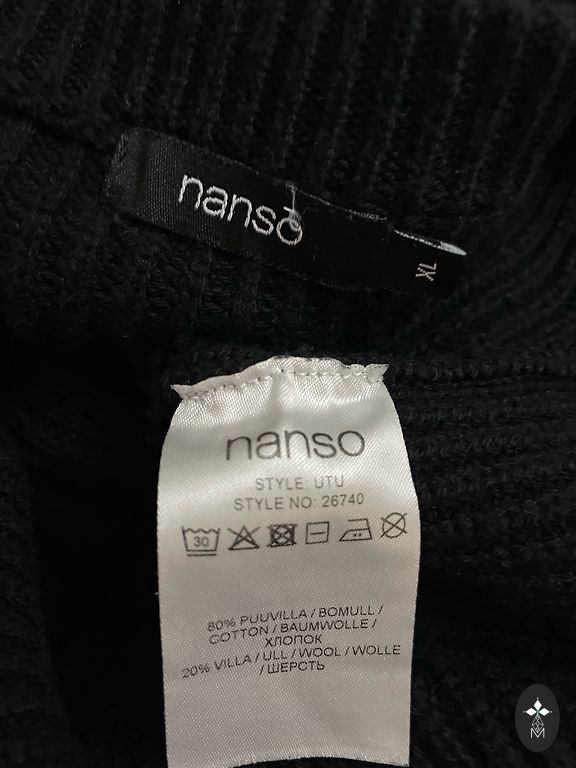 nanso
XL
nanso
STYLE: UTU
STYLE NO: 26740
30
80% PUUVILLA / BOMULL /
COTTON / BAUMWOLLE /
ХЛОПОК
20% VILLA / ULL / WOOL / WOLLE
/ ШЕРСТЬ
M